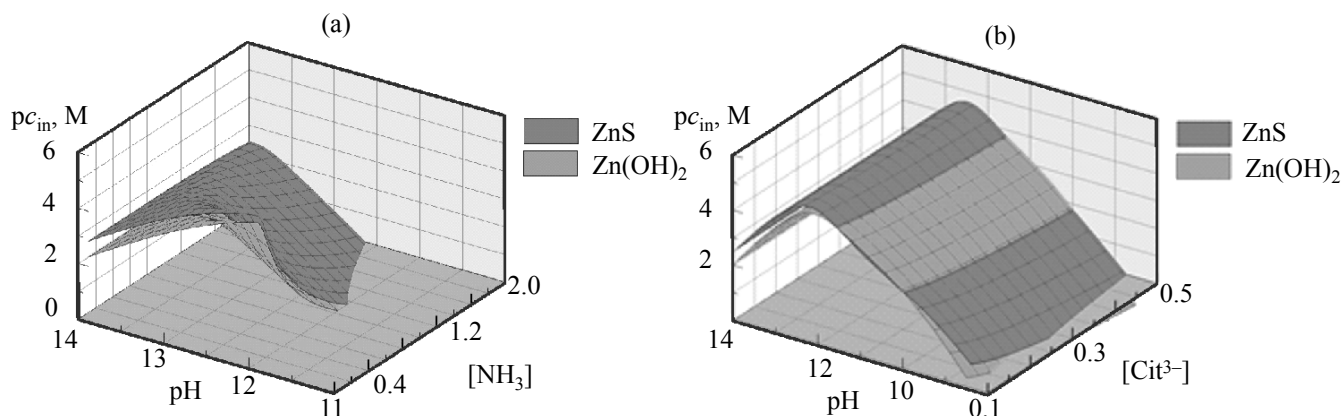 (a)
pc_in, M
6
4
2
0
14
13
12
11
pH
0.4
1.2
2.0
[NH₃]
ZnS
Zn(OH)₂
(b)
pc_in, M
6
4
2
14
12
10
pH
0.1
0.3
0.5
[Cit³⁻]
ZnS
Zn(OH)₂